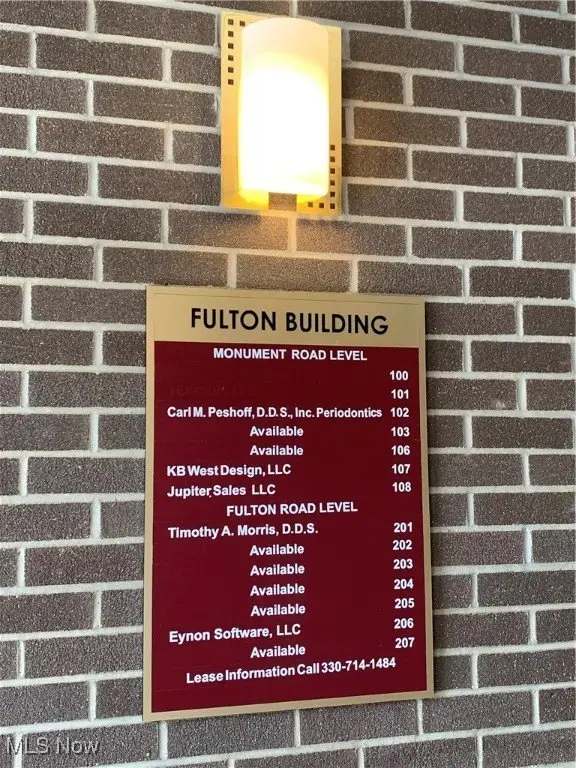 FULTON BUILDING
MONUMENT ROAD LEVEL
100
101
Carl M. Peshoff, D.D.S., Inc. Periodontics 102
Available 103
Available 106
KB West Design, LLC 107
Jupiter Sales LLC 108
FULTON ROAD LEVEL
Timothy A. Morris, D.D.S. 201
Available 202
Available 203
Available 204
Available 205
Eynon Software, LLC 206
Available 207
Lease Information Call 330-714-1484
MLS Now